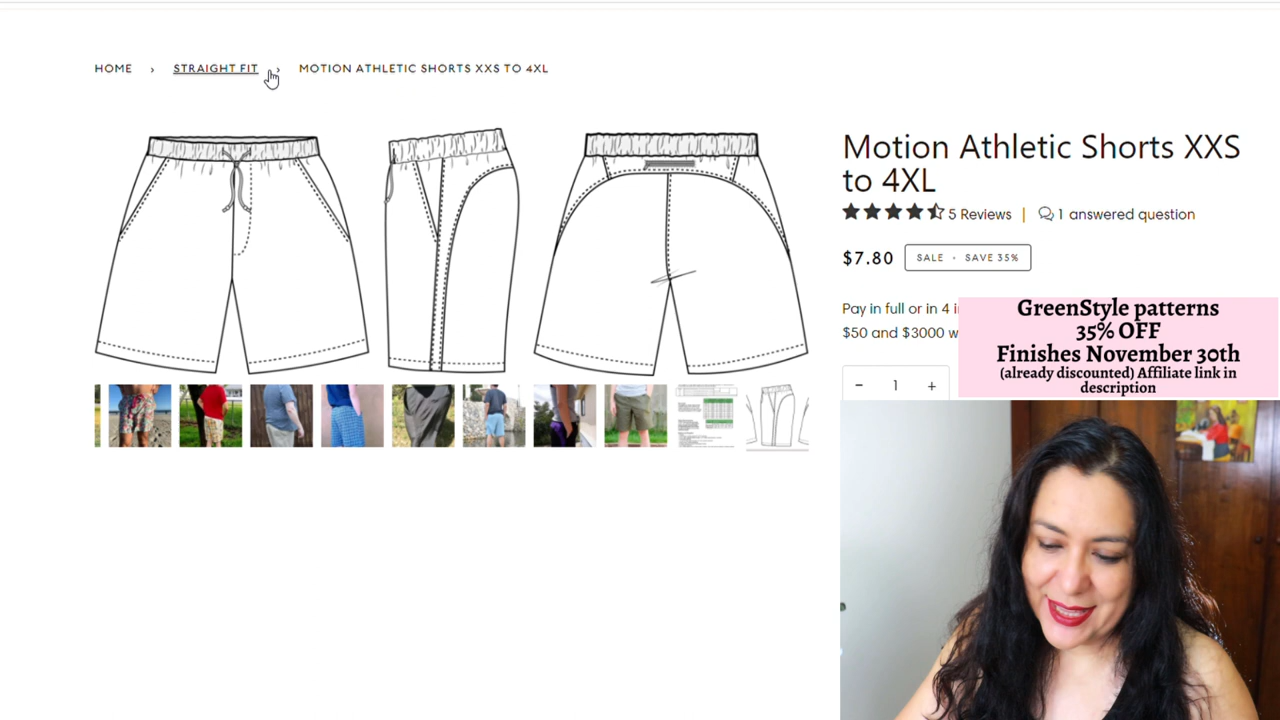 HOME › STRAIGHT FIT › MOTION ATHLETIC SHORTS XXS TO 4XL
Motion Athletic Shorts XXS
to 4XL
5 Reviews | 1 answered question
$7.80 SALE • SAVE 35%
Pay in full or in 4
$50 and $3000
GreenStyle patterns
35% OFF
Finishes November 30th
(already discounted) Affiliate link in
description
- 1 +